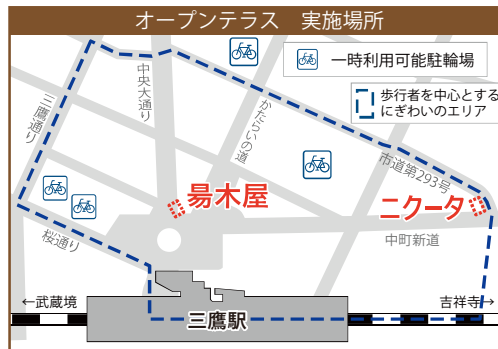 オープンテラス　実施場所
一時利用可能駐輪場
歩行者を中心とする
にぎわいのエリア
三鷹通り
中央大通り
かたらいの道
市道第293号
昜木屋
ニクータ
桜通り
中町新道
←武蔵境
吉祥寺→
三鷹駅